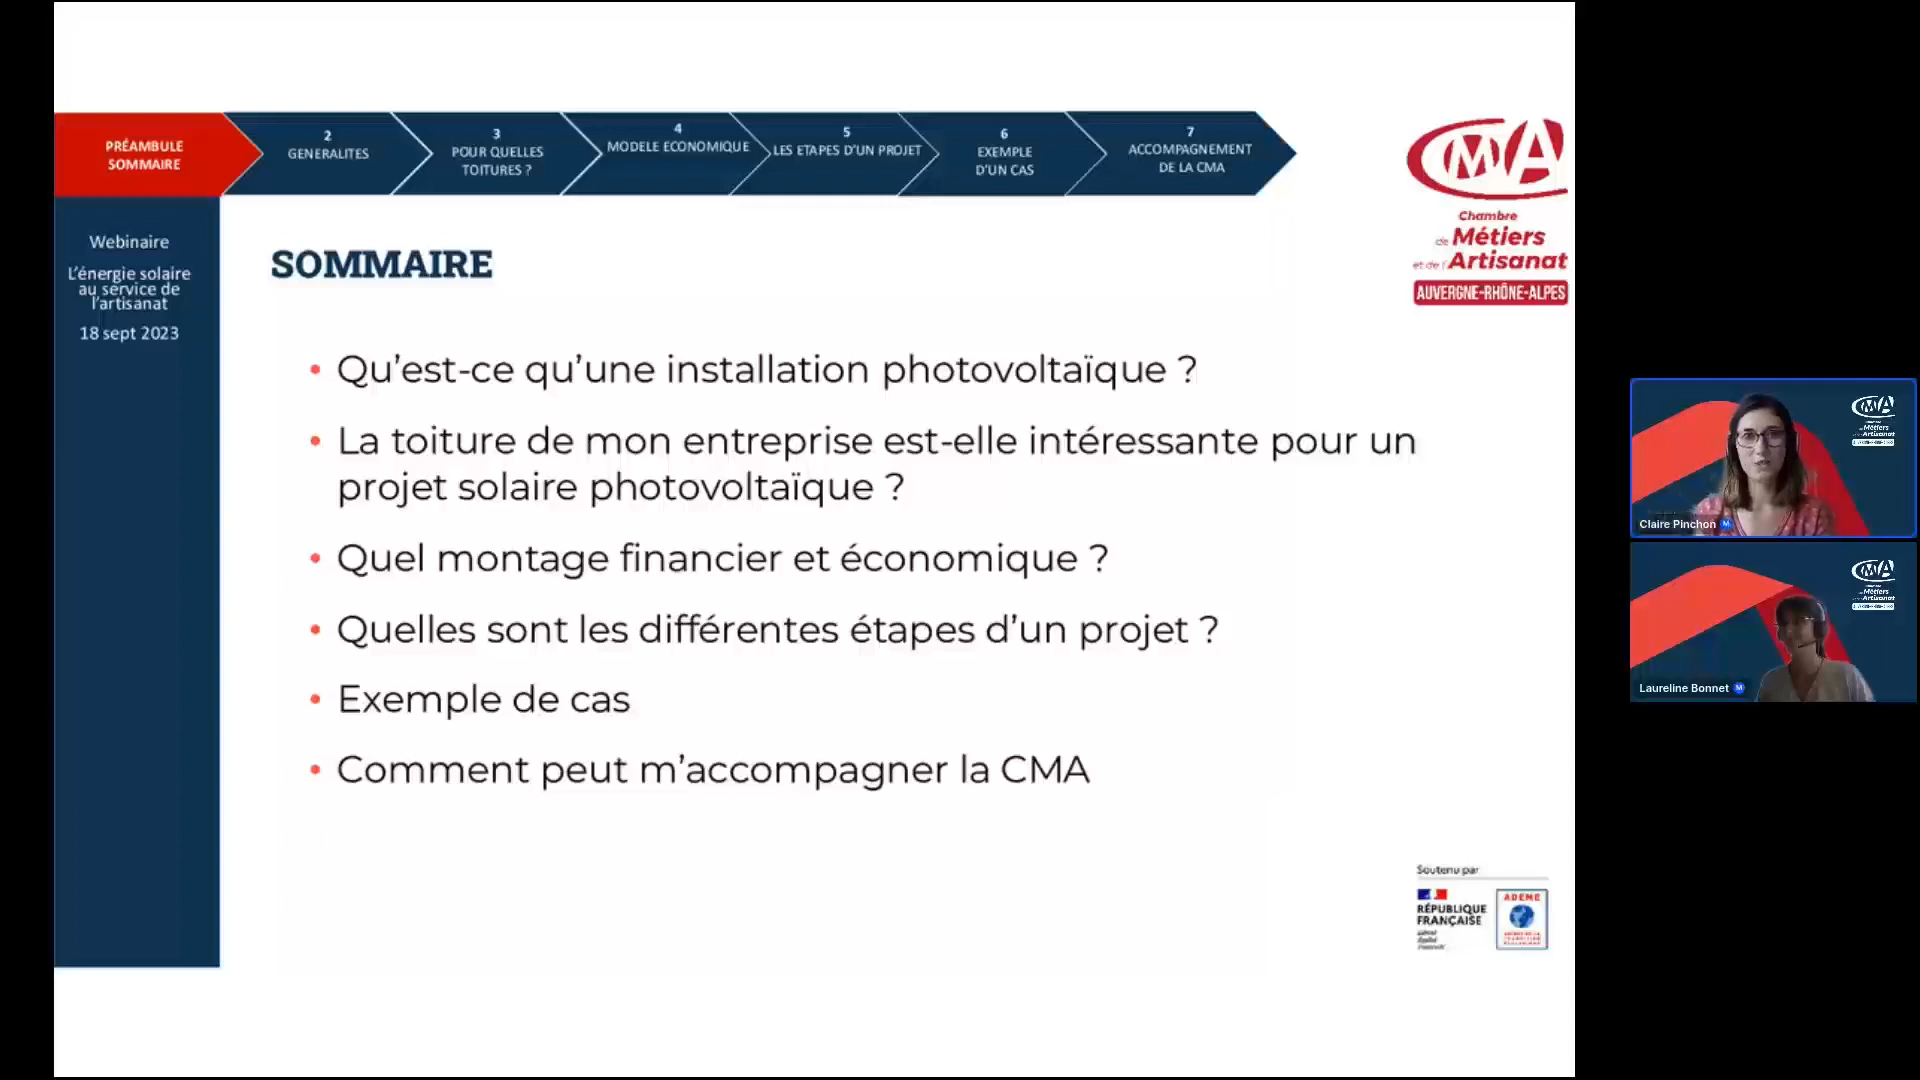 PRÉAMBULE
SOMMAIRE
2
GENERALITES
3
POUR QUELLES
TOITURES ?
4
MODELE ECONOMIQUE
5
LES ETAPES D'UN PROJET
6
EXEMPLE
D'UN CAS
7
ACCOMPAGNEMENT
DE LA CMA
CMA
Chambre
de Métiers
et de l'Artisanat
AUVERGNE-RHÔNE-ALPES
Webinaire
L'énergie solaire
au service de
l'artisanat
18 sept 2023
SOMMAIRE
• Qu'est-ce qu'une installation photovoltaïque ?
• La toiture de mon entreprise est-elle intéressante pour un
projet solaire photovoltaïque ?
• Quel montage financier et économique ?
• Quelles sont les différentes étapes d'un projet ?
• Exemple de cas
• Comment peut m'accompagner la CMA
Soutenu par
RÉPUBLIQUE
FRANÇAISE
ADEME
CMA
Claire Pinchon M
CMA
Laureline Bonnet M